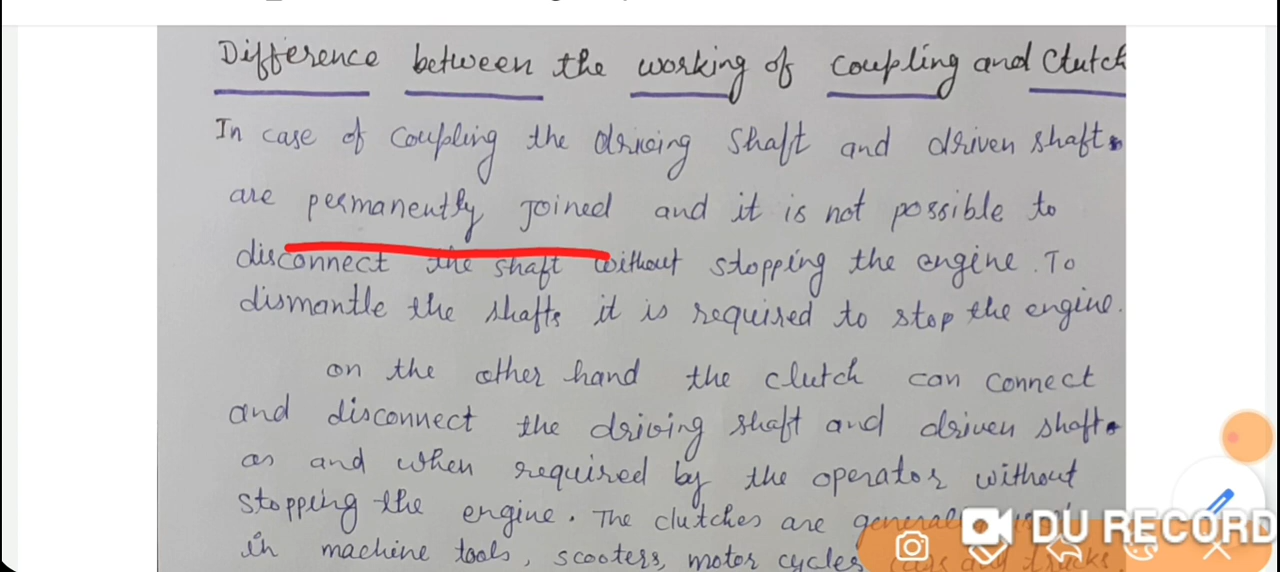 Difference between the working of coupling and Clutch
In case of coupling the driving shaft and driven shaft
are permanently joined and it is not possible to
disconnect the shaft without stopping the engine. To
dismantle the shafts it is required to stop the engine.
on the other hand the clutch can connect
and disconnect the driving shaft and driven shaft
as and when required by the operator without
stopping the engine. The clutches are
in machine tools, scooters, motor cycles
DU RECORD